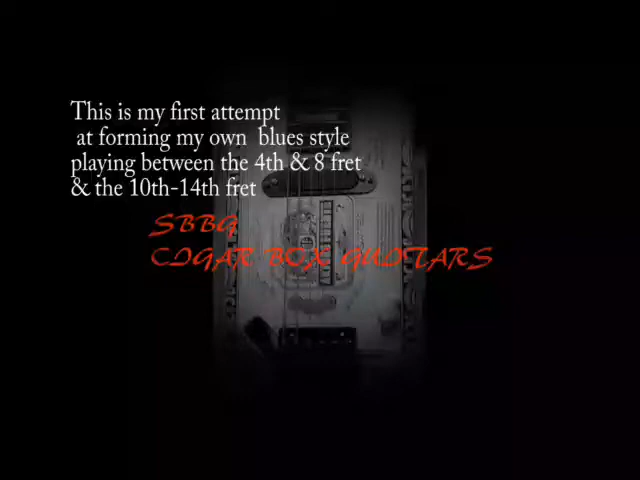 This is my first attempt
at forming my own blues style
playing between the 4th & 8 fret
& the 10th-14th fret
SBBG
CIGAR BOX GUITARS